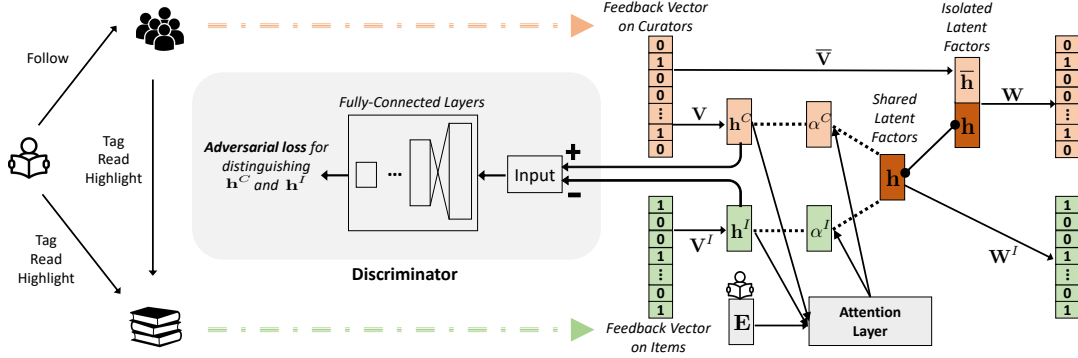 Follow
Tag
Read
Highlight
Tag
Read
Highlight
Fully-Connected Layers
Adversarial loss for
distinguishing
h^C and h^I
...
Input
+
−
Discriminator
Feedback Vector
on Curators
0
1
0
0
⋮
1
0
V̅
V
h^C
α^C
Shared
Latent
Factors
h
Isolated
Latent
Factors
h̅
h
W
0
1
0
0
⋮
1
0
1
0
0
1
⋮
0
1
V^I
h^I
α^I
E
Attention
Layer
Feedback Vector
on Items
W^I
1
0
0
1
⋮
0
1